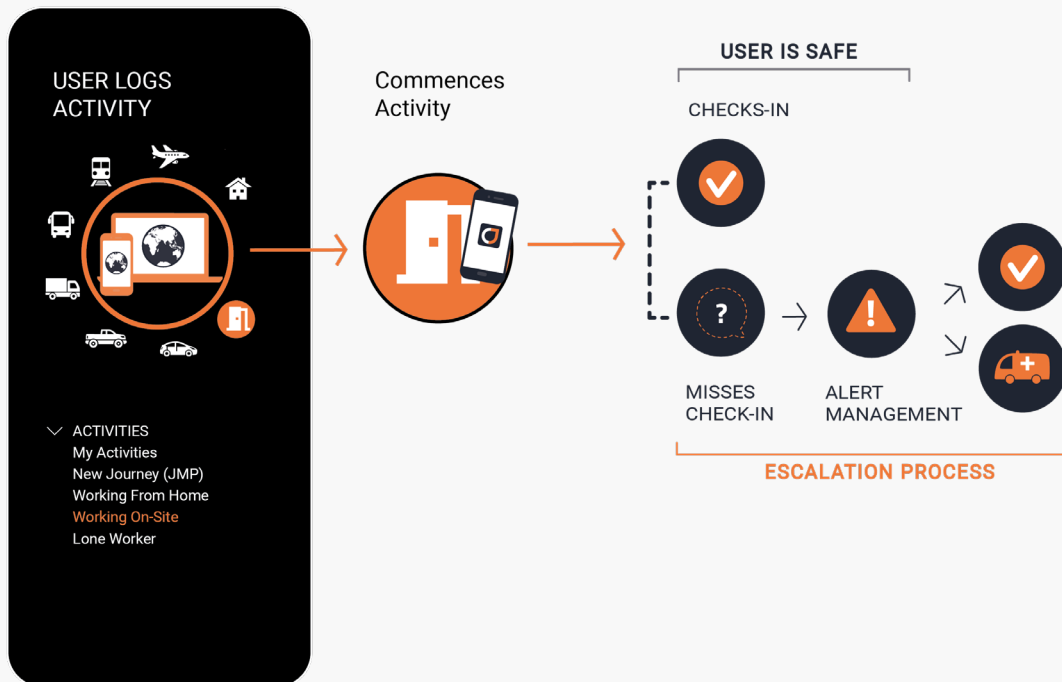 USER LOGS
ACTIVITY
Commences
Activity
USER IS SAFE
CHECKS-IN
?
!
MISSES
CHECK-IN
ALERT
MANAGEMENT
ESCALATION PROCESS
ACTIVITIES
My Activities
New Journey (JMP)
Working From Home
Working On-Site
Lone Worker